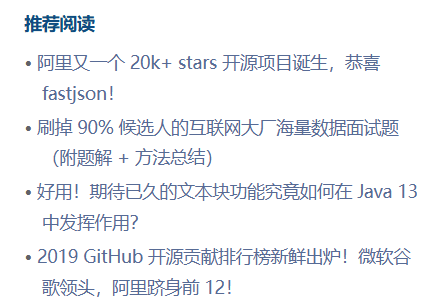 推荐阅读
• 阿里又一个 20k+ stars 开源项目诞生，恭喜
fastjson！
• 刷掉 90% 候选人的互联网大厂海量数据面试题
（附题解 + 方法总结）
• 好用！期待已久的文本块功能究竟如何在 Java 13
中发挥作用？
• 2019 GitHub 开源贡献排行榜新鲜出炉！微软谷
歌领头，阿里跻身前 12！